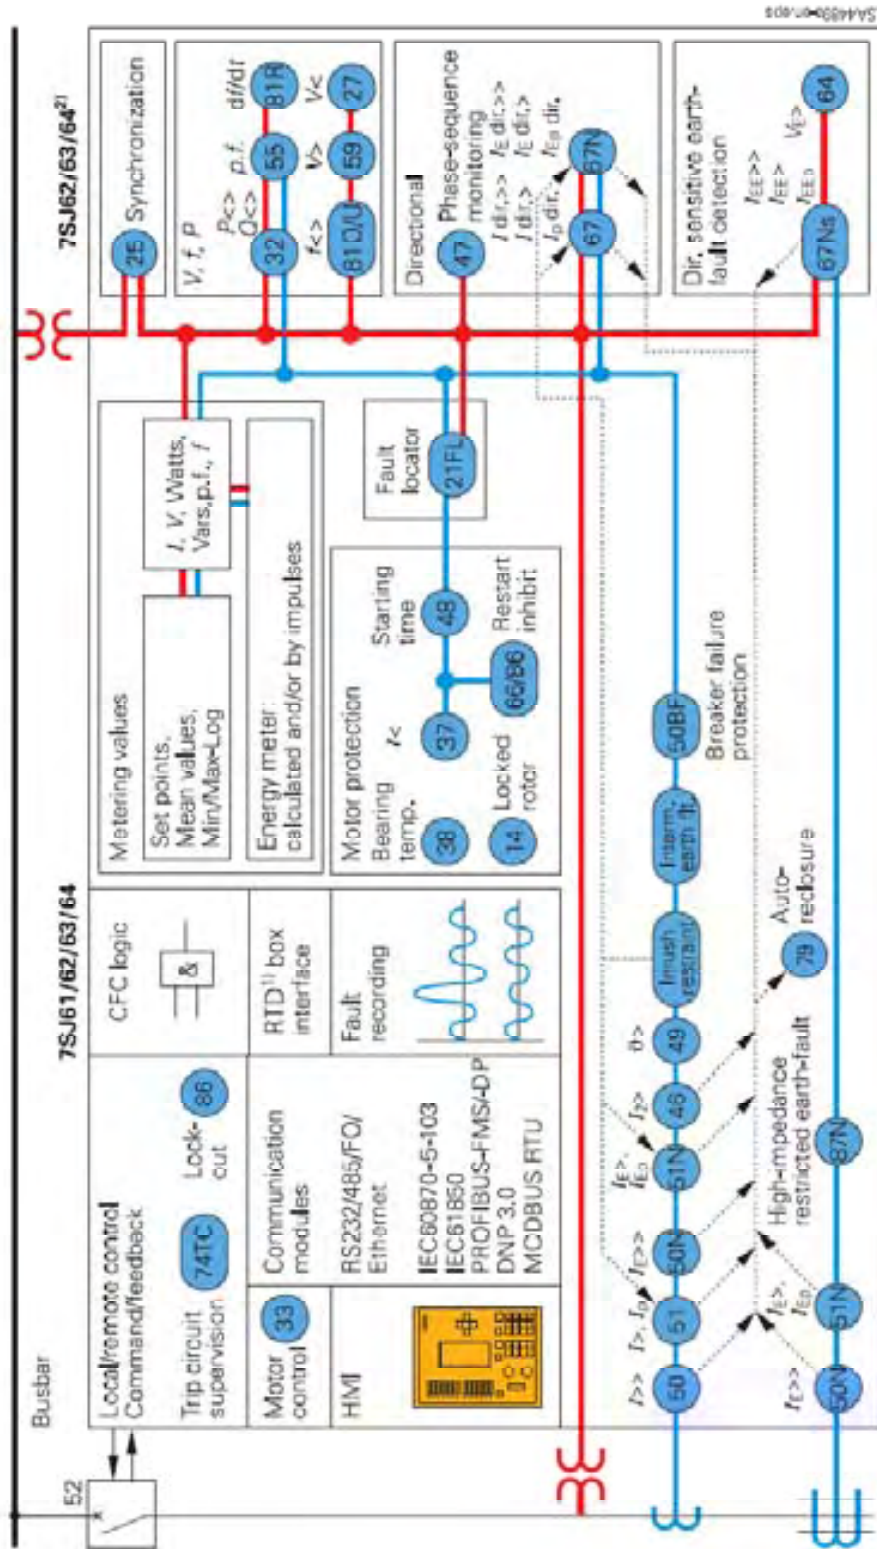 Busbar
52
7SJ61/62/63/64
7SJ62/63/64²⁾
Local/remote control
Command/feedback
Trip circuit
supervision
74TC
Lock-
out
86
Motor
control
33
HMI
Communication
modules
RS232/485/FO/
Ethernet
IEC60870-5-103
IEC61850
PROFIBUS-FMS/-DP
DNP 3.0
MODBUS RTU
CFC logic
&
RTD¹⁾ box
interface
Fault
recording
Metering values
Set points,
Mean values,
Min/Max-Log
I, V, Watts,
Vars, p.f., f
Energy meter:
calculated and/or by impulses
Motor protection
Bearing
temp.
38
I<
37
Starting
time
48
14
Locked
rotor
66/86
Restart
inhibit
Fault
locator
21FL
25
Synchronization
V, f, P
P<>
Q<>
32
p.f.
55
df/dt
81R
f<>
81O/U
V>
59
V<
27
Directional
47
Phase-sequence
monitoring
I dir.>>
I dir.>
Ip dir.
IE dir.>>
IE dir.>
IEp dir.
67
67N
Dir. sensitive earth-
fault detection
IEE>>
IEE>
IEEp
67Ns
VE>
64
I>>
50
I>, Ip
51
IE>>
50N
IE>,
IEp
51N
I2>
46
ϑ>
49
Inrush
restraint
Interm.
earth flt.
50BF
Breaker failure
protection
79
Auto-
reclosure
High-impedance
restricted earth-fault
87N
IE>>
50N
IE>,
IEp
51N